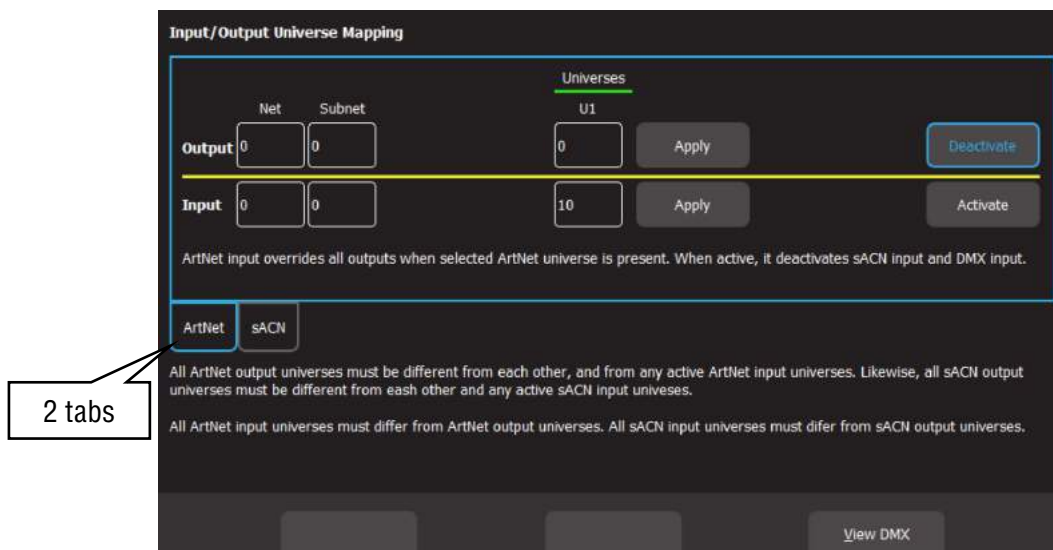 Input/Output Universe Mapping
Universes
Net Subnet U1
Output 0 0 0 Apply Deactivate
Input 0 0 10 Apply Activate
ArtNet input overrides all outputs when selected ArtNet universe is present. When active, it deactivates sACN input and DMX input.
ArtNet sACN
All ArtNet output universes must be different from each other, and from any active ArtNet input universes. Likewise, all sACN output
universes must be different from eash other and any active sACN input univeses.
2 tabs
All ArtNet input universes must differ from ArtNet output universes. All sACN input universes must difer from sACN output universes.
View DMX